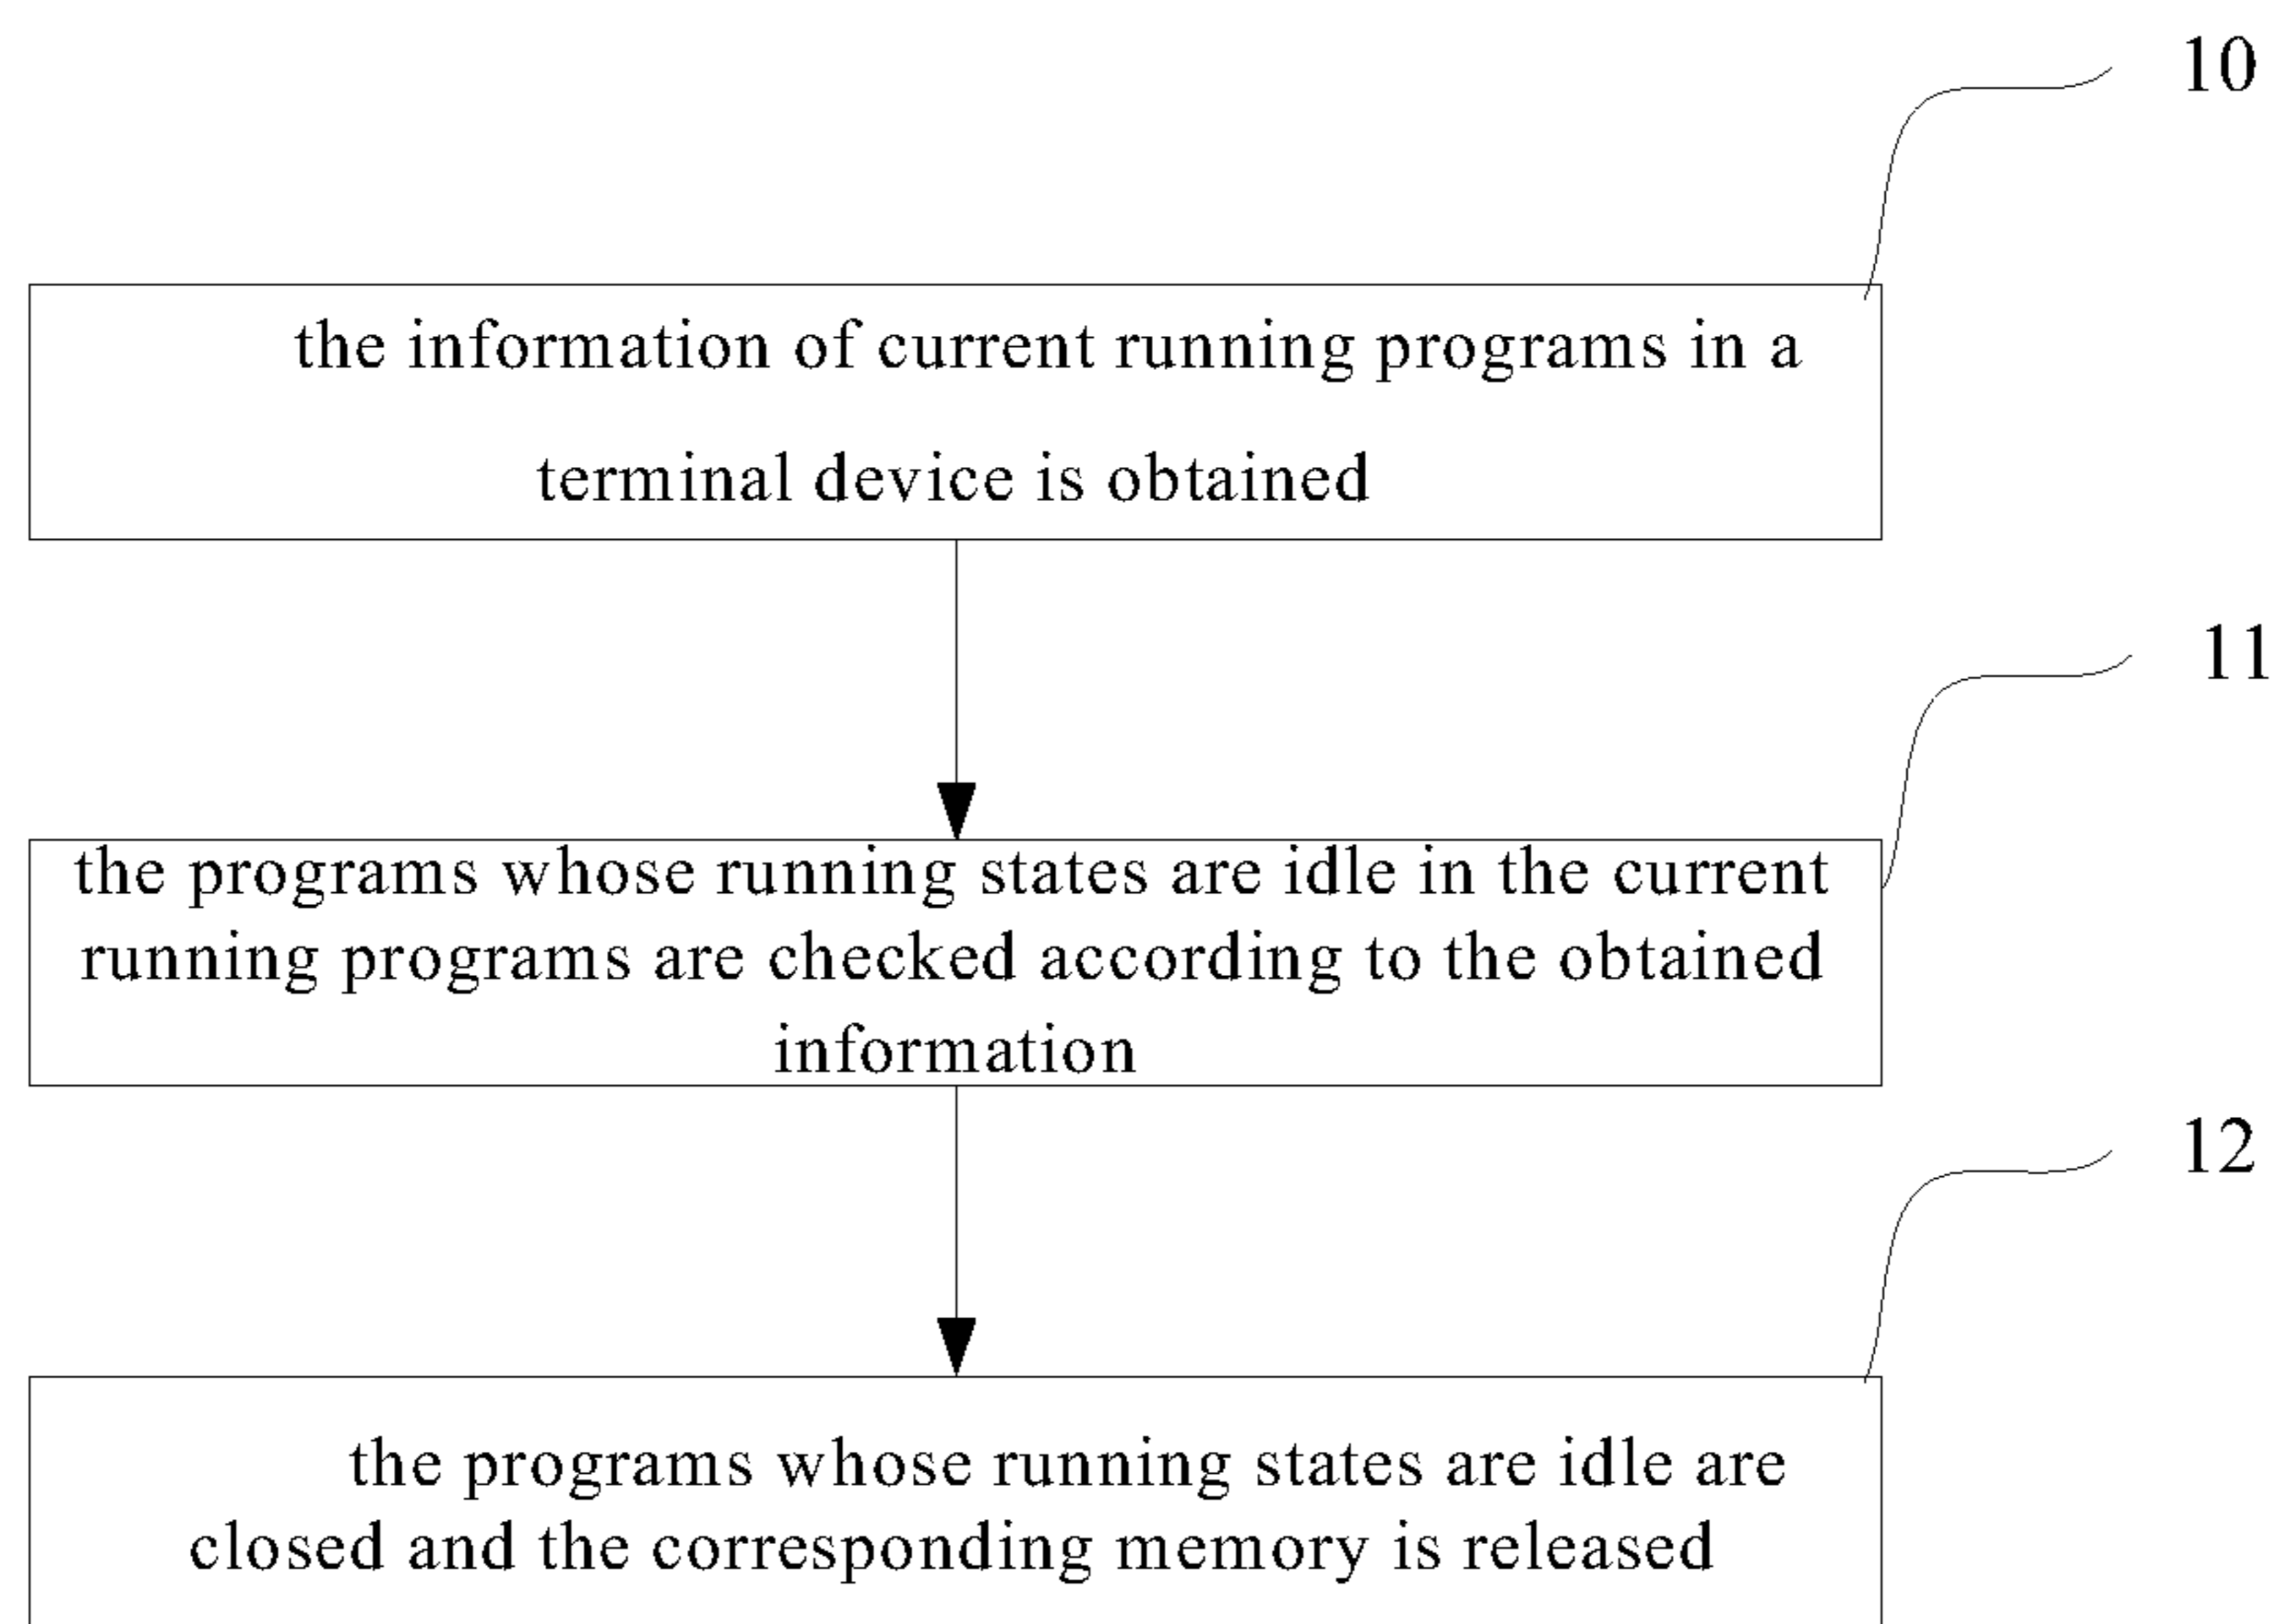 10
the information of current running programs in a
terminal device is obtained
11
the programs whose running states are idle in the current
running programs are checked according to the obtained
information
12
the programs whose running states are idle are
closed and the corresponding memory is released